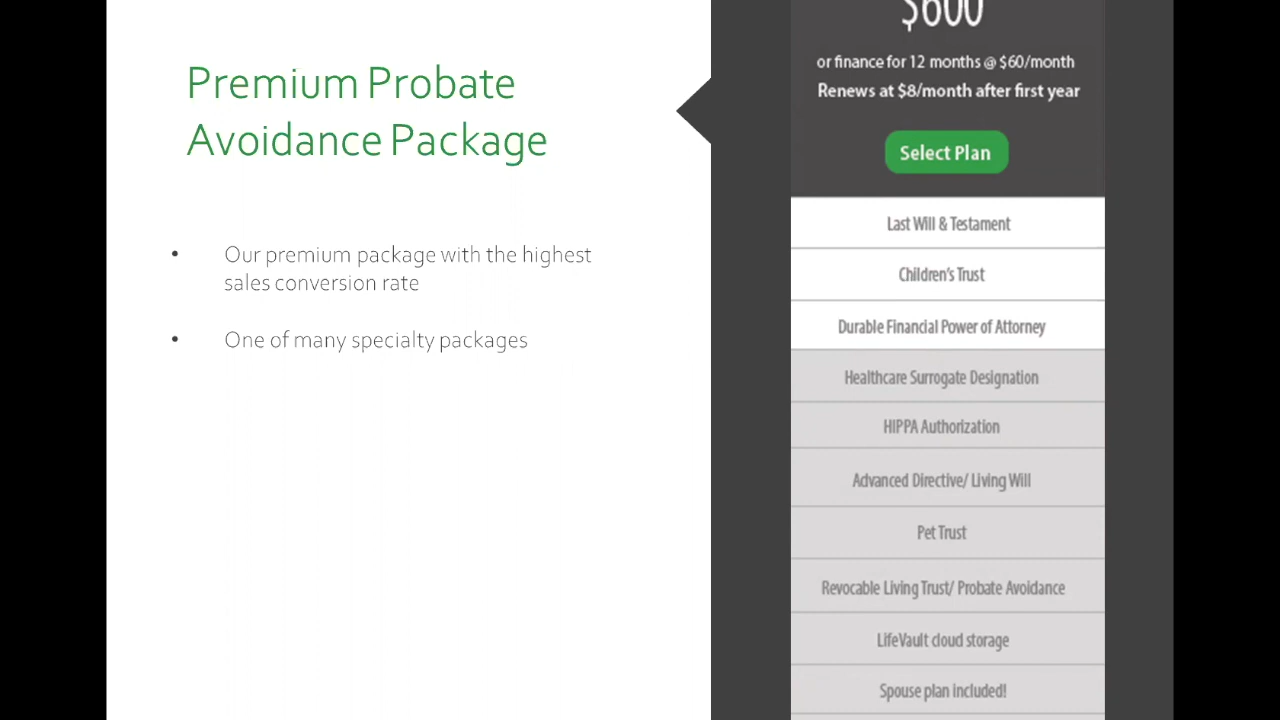 Premium Probate
Avoidance Package
• Our premium package with the highest
sales conversion rate
• One of many specialty packages
$600
or finance for 12 months @ $60/month
Renews at $8/month after first year
Select Plan
Last Will & Testament
Children's Trust
Durable Financial Power of Attorney
Healthcare Surrogate Designation
HIPPA Authorization
Advanced Directive/ Living Will
Pet Trust
Revocable Living Trust/ Probate Avoidance
LifeVault cloud storage
Spouse plan included!